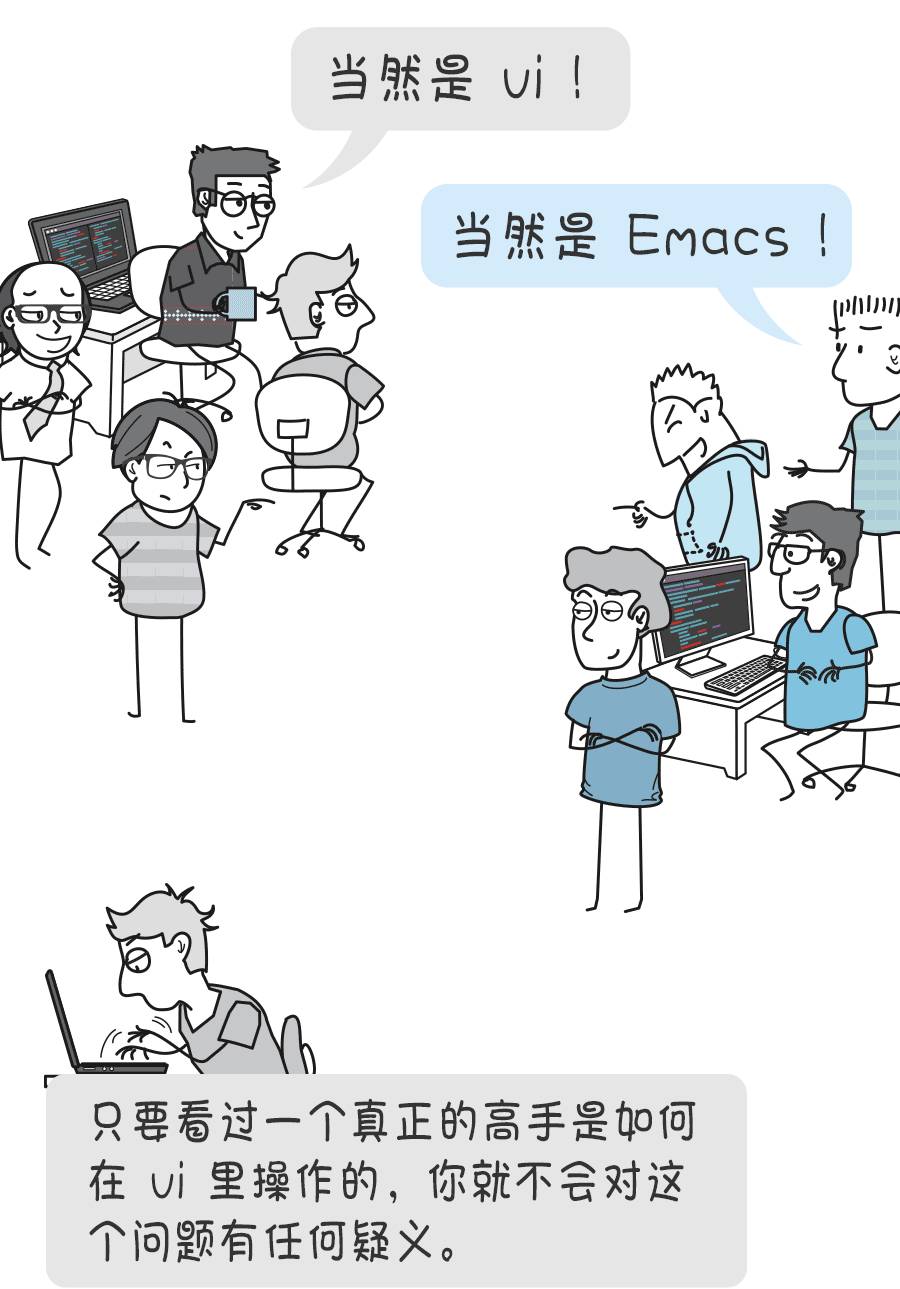 当然是 vi！
当然是 Emacs！
只要看过一个真正的高手是如何
在 vi 里操作的，你就不会对这
个问题有任何疑义。